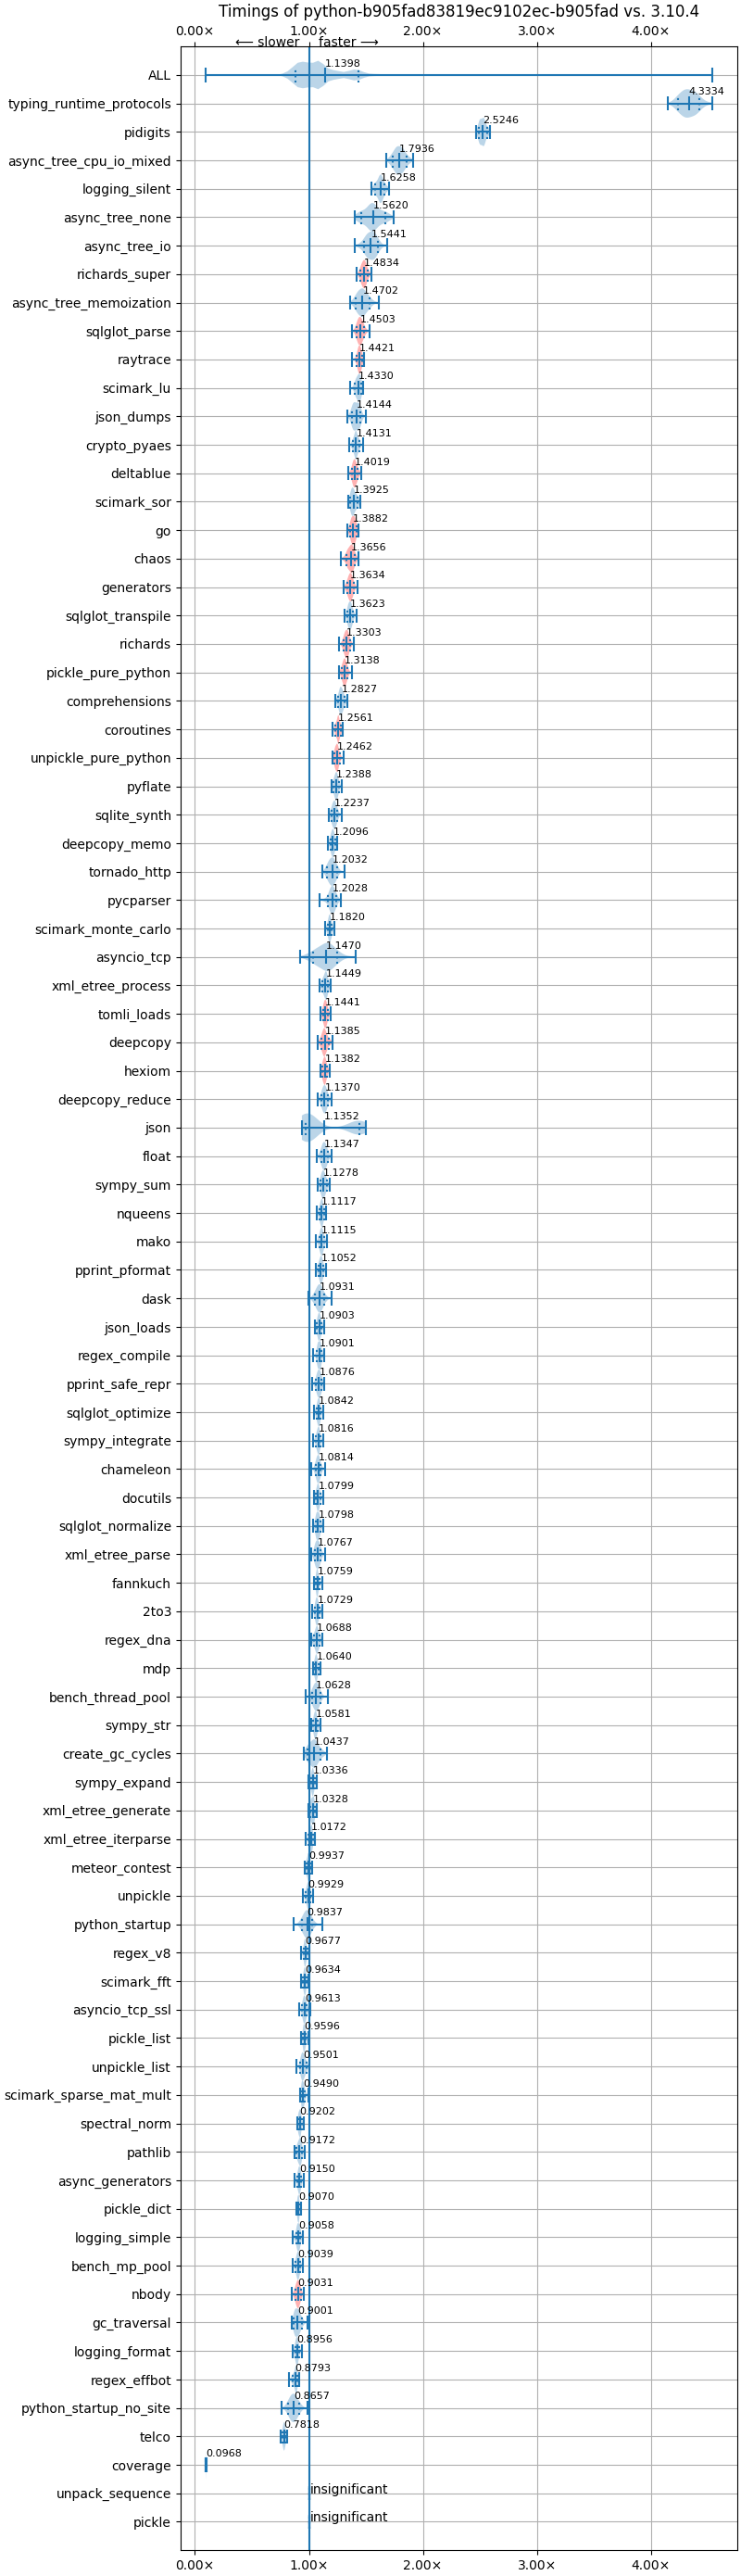 Timings of python-b905fad83819ec9102ec-b905fad vs. 3.10.4
0.00× 1.00× 2.00× 3.00× 4.00×
⟵ slower faster ⟶
ALL 1.1398
typing_runtime_protocols 4.3334
pidigits 2.5246
async_tree_cpu_io_mixed 1.7936
logging_silent 1.6258
async_tree_none 1.5620
async_tree_io 1.5441
richards_super 1.4834
async_tree_memoization 1.4702
sqlglot_parse 1.4503
raytrace 1.4421
scimark_lu 1.4330
json_dumps 1.4144
crypto_pyaes 1.4131
deltablue 1.4019
scimark_sor 1.3925
go 1.3882
chaos 1.3656
generators 1.3634
sqlglot_transpile 1.3623
richards 1.3303
pickle_pure_python 1.3138
comprehensions 1.2827
coroutines 1.2561
unpickle_pure_python 1.2462
pyflate 1.2388
sqlite_synth 1.2237
deepcopy_memo 1.2096
tornado_http 1.2032
pycparser 1.2028
scimark_monte_carlo 1.1820
asyncio_tcp 1.1470
xml_etree_process 1.1449
tomli_loads 1.1441
deepcopy 1.1385
hexiom 1.1382
deepcopy_reduce 1.1370
json 1.1352
float 1.1347
sympy_sum 1.1278
nqueens 1.1117
mako 1.1115
pprint_pformat 1.1052
dask 1.0931
json_loads 1.0903
regex_compile 1.0901
pprint_safe_repr 1.0876
sqlglot_optimize 1.0842
sympy_integrate 1.0816
chameleon 1.0814
docutils 1.0799
sqlglot_normalize 1.0798
xml_etree_parse 1.0767
fannkuch 1.0759
2to3 1.0729
regex_dna 1.0688
mdp 1.0640
bench_thread_pool 1.0628
sympy_str 1.0581
create_gc_cycles 1.0437
sympy_expand 1.0336
xml_etree_generate 1.0328
xml_etree_iterparse 1.0172
meteor_contest 0.9937
unpickle 0.9929
python_startup 0.9837
regex_v8 0.9677
scimark_fft 0.9634
asyncio_tcp_ssl 0.9613
pickle_list 0.9596
unpickle_list 0.9501
scimark_sparse_mat_mult 0.9490
spectral_norm 0.9202
pathlib 0.9172
async_generators 0.9150
pickle_dict 0.9070
logging_simple 0.9058
bench_mp_pool 0.9039
nbody 0.9031
gc_traversal 0.9001
logging_format 0.8956
regex_effbot 0.8793
python_startup_no_site 0.8657
telco 0.7818
coverage 0.0968
unpack_sequence insignificant
pickle insignificant
0.00× 1.00× 2.00× 3.00× 4.00×